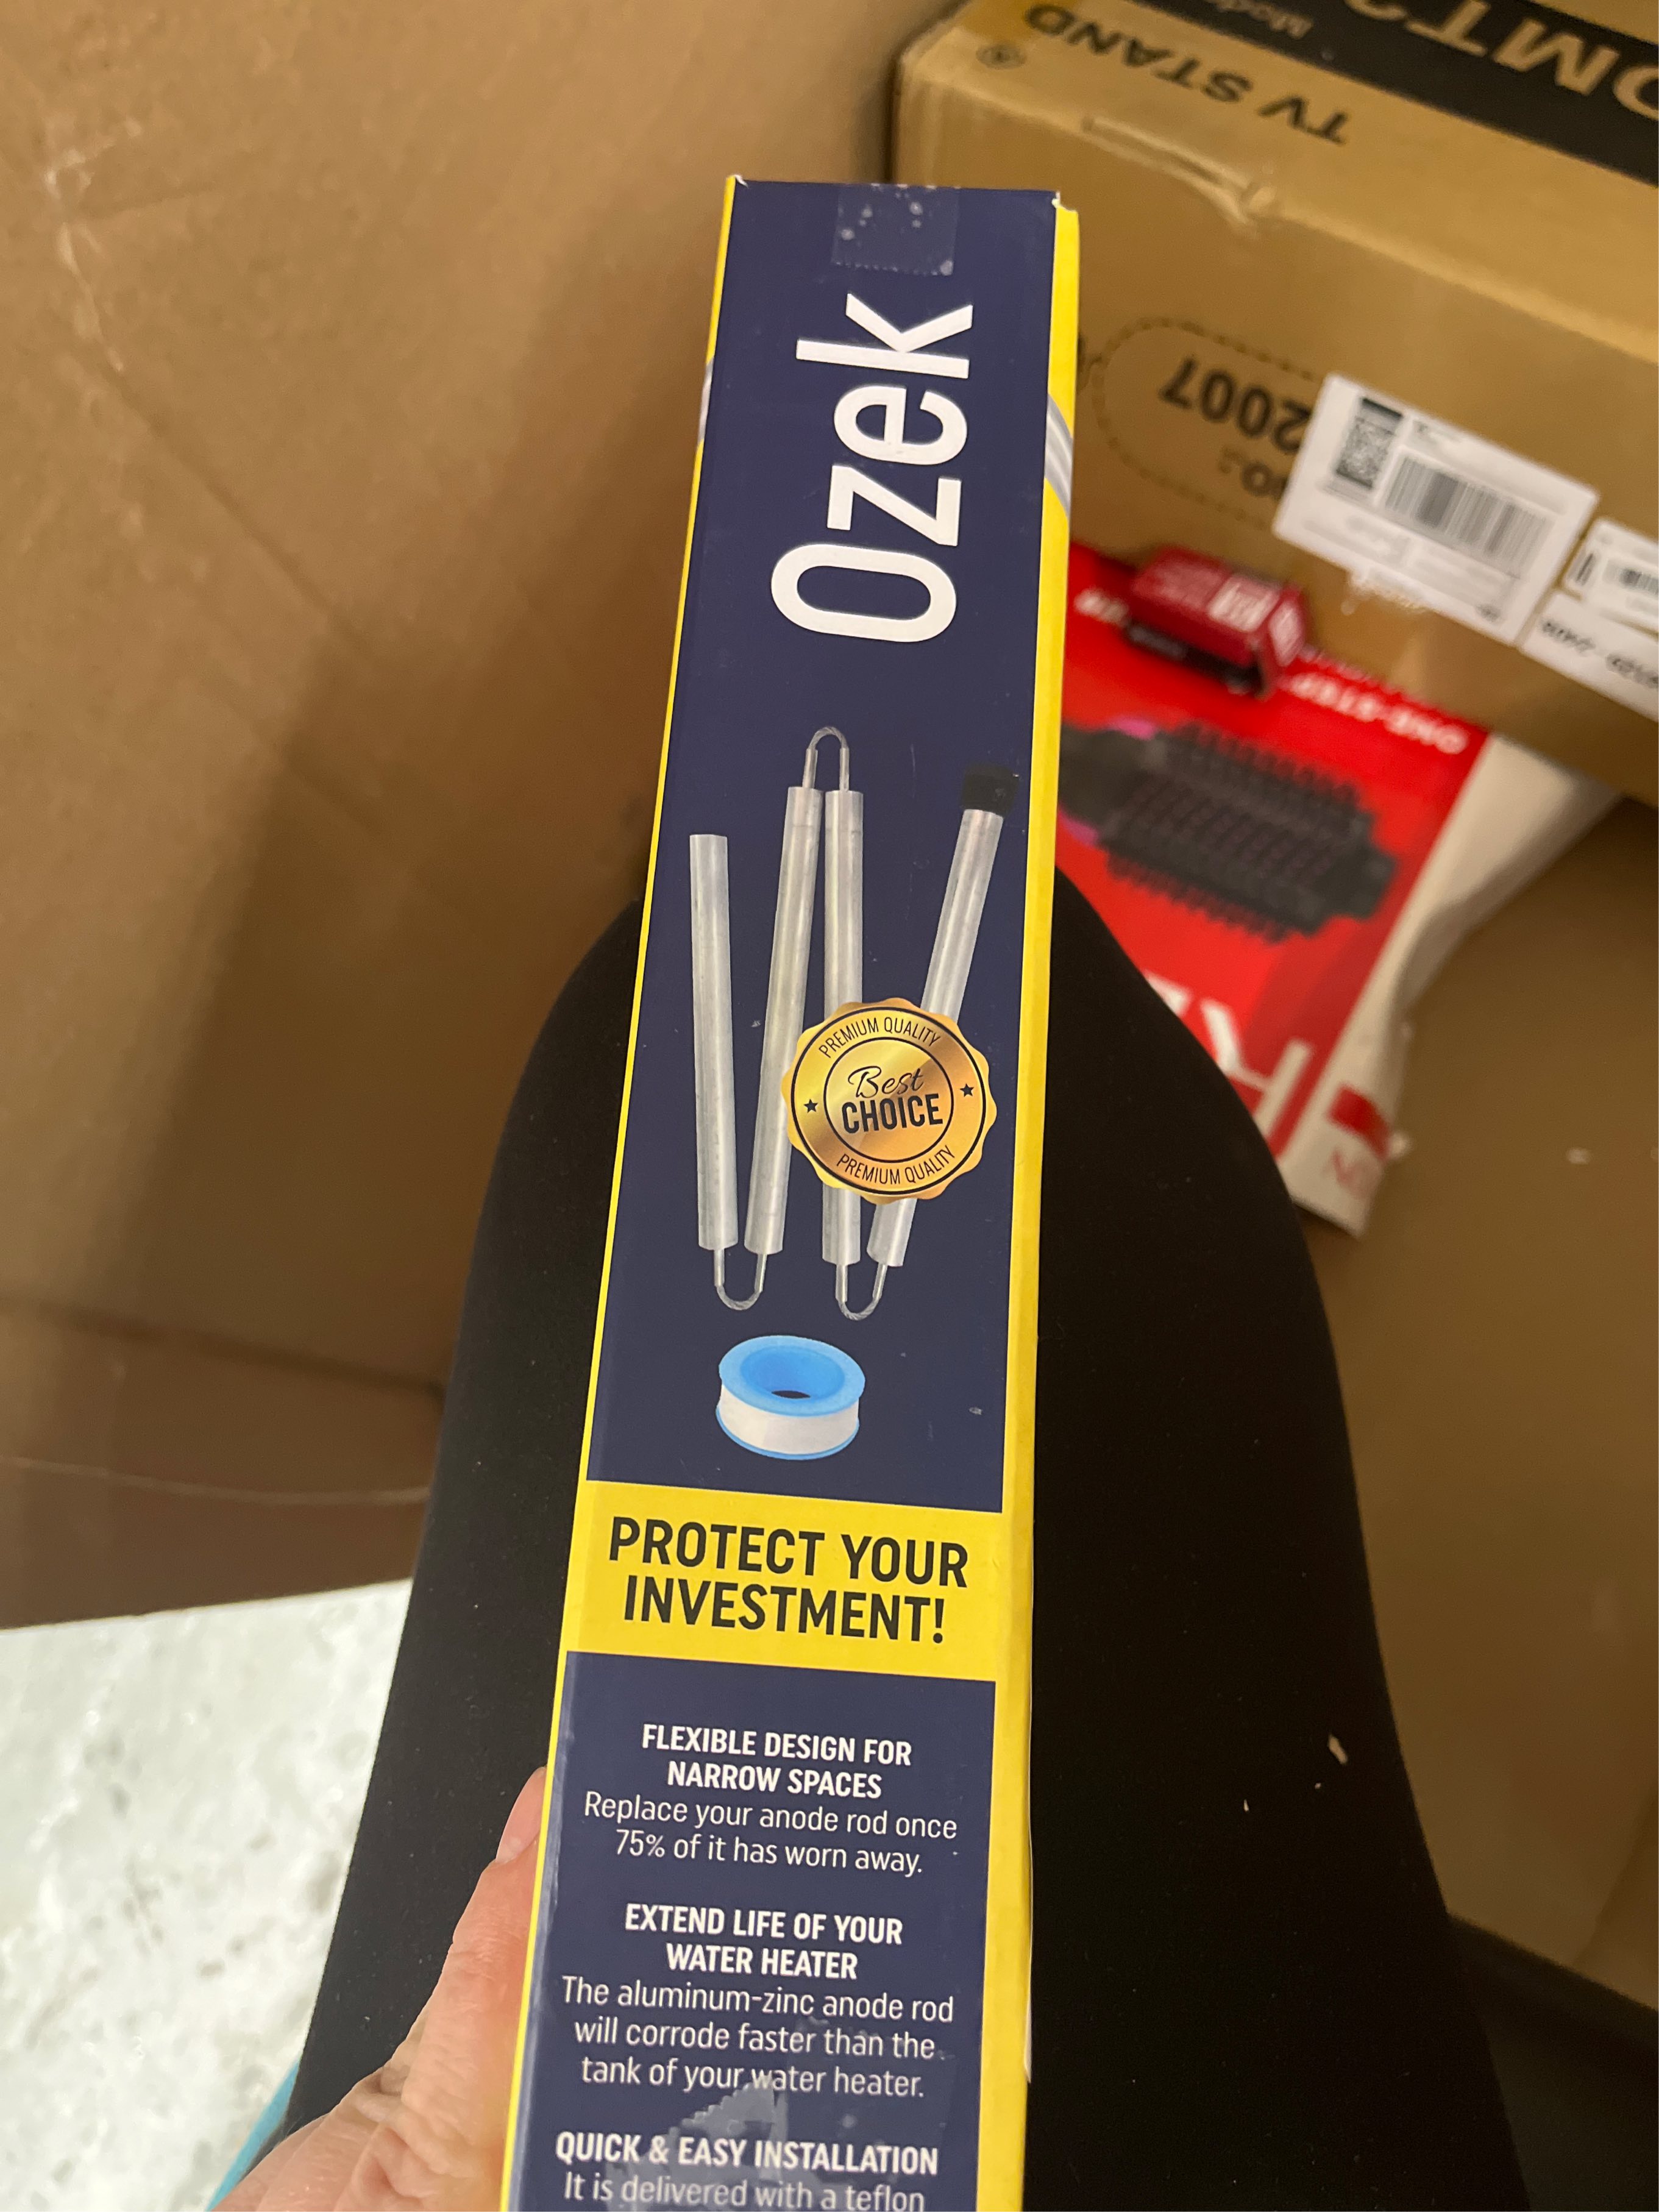 Ozek
PREMIUM QUALITY
Best
CHOICE
PREMIUM QUALITY
PROTECT YOUR
INVESTMENT!
FLEXIBLE DESIGN FOR
NARROW SPACES
Replace your anode rod once
75% of it has worn away.
EXTEND LIFE OF YOUR
WATER HEATER
The aluminum-zinc anode rod
will corrode faster than the
tank of your water heater.
QUICK & EASY INSTALLATION
It is delivered with a teflon
TV STAND
2007
ONE-STEP